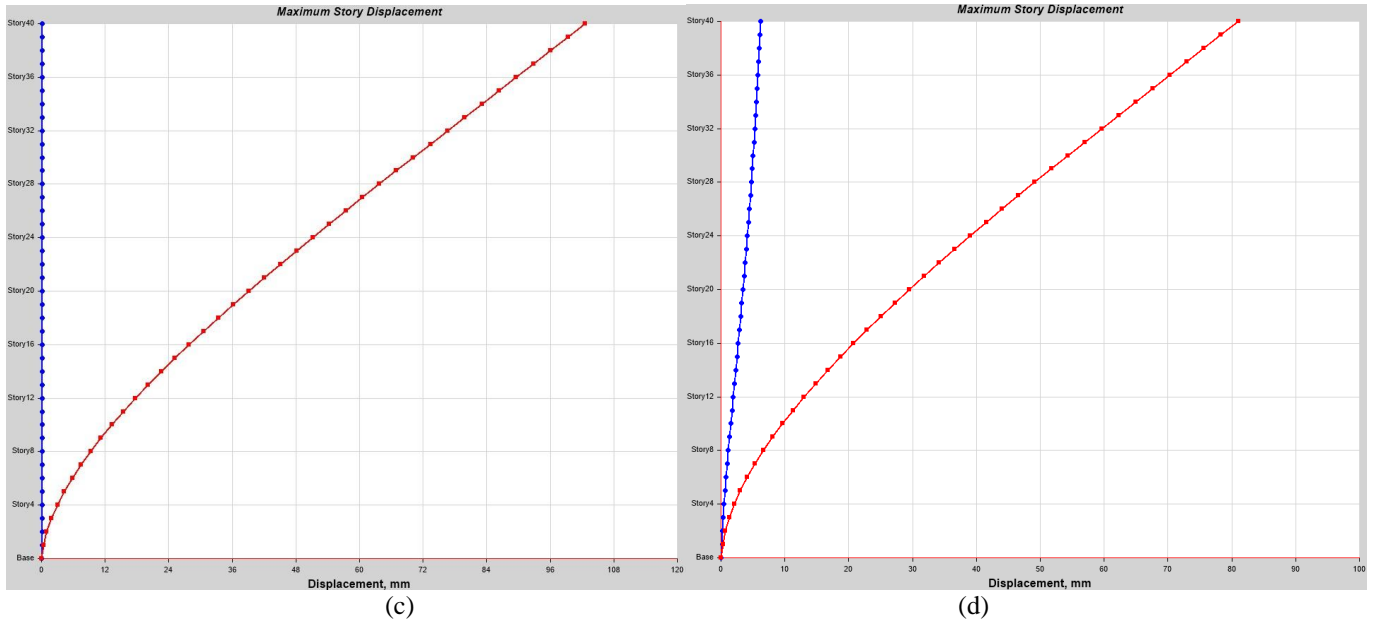 Maximum Story Displacement
Story40
Story36
Story32
Story28
Story24
Story20
Story16
Story12
Story8
Story4
Base
0 12 24 36 48 60 72 84 96 108 120
Displacement, mm
(c)
Maximum Story Displacement
Story40
Story36
Story32
Story28
Story24
Story20
Story16
Story12
Story8
Story4
Base
0 10 20 30 40 50 60 70 80 90 100
Displacement, mm
(d)